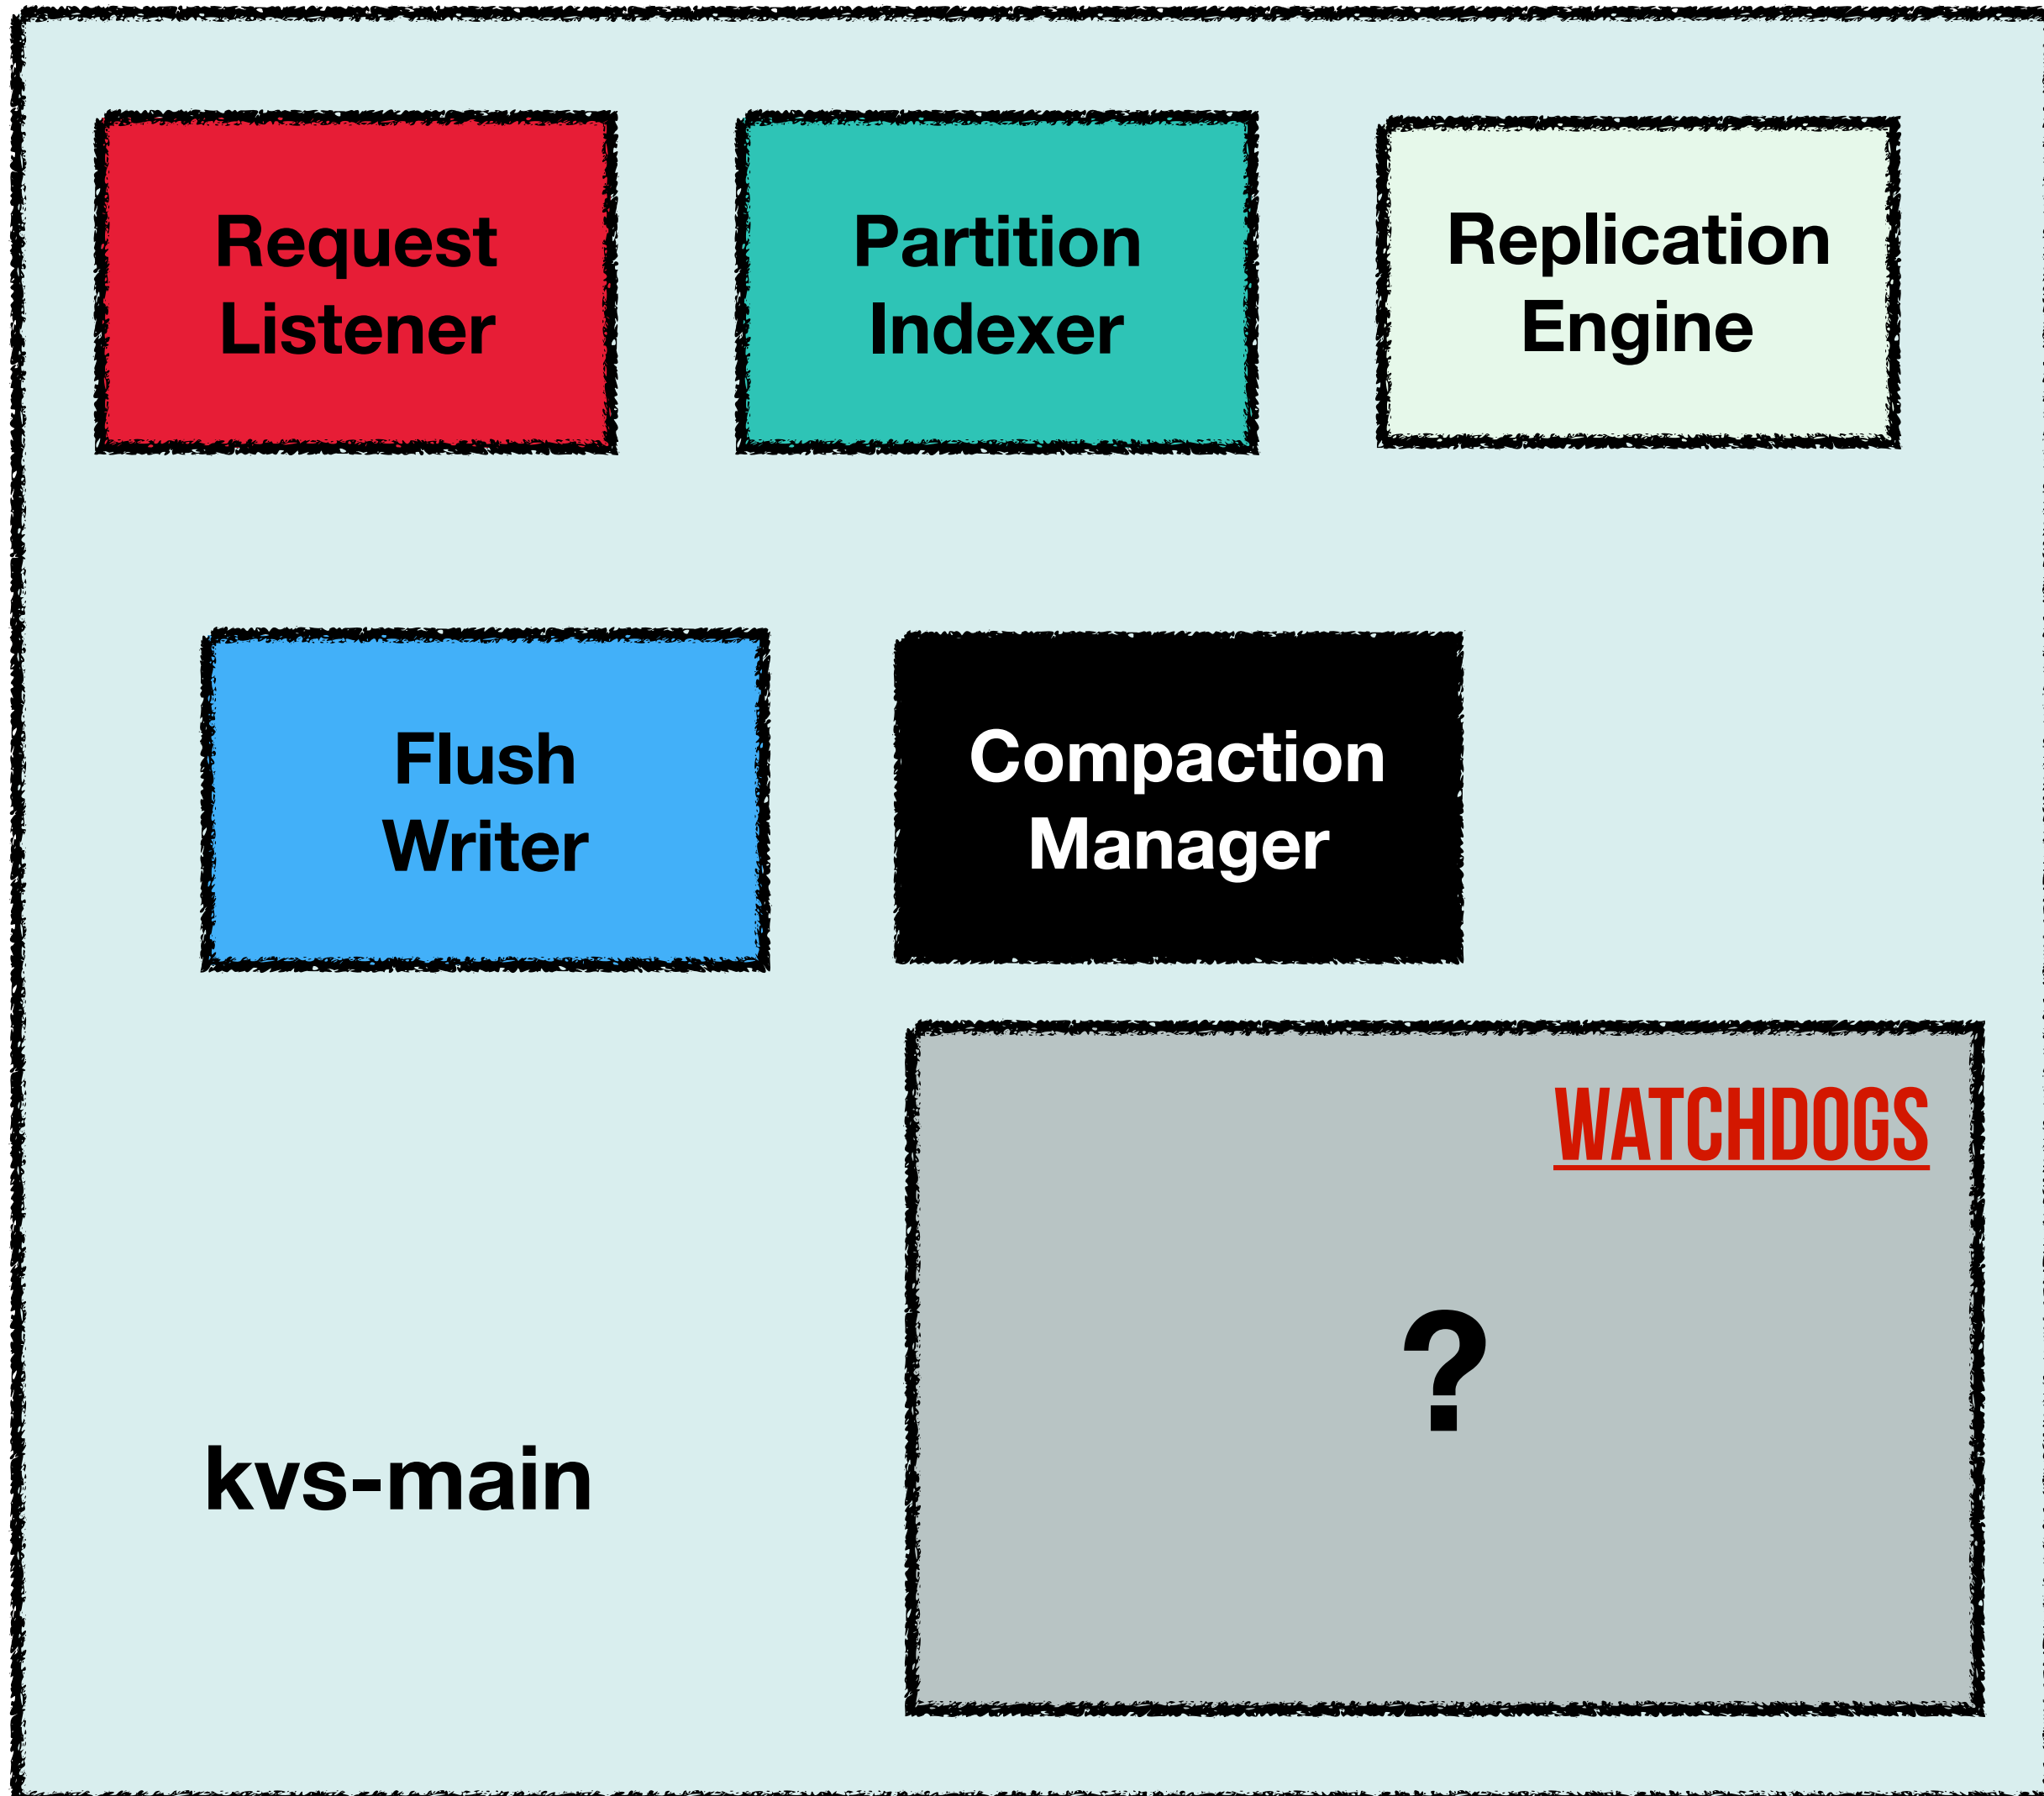 Request
Listener
Partition
Indexer
Replication
Engine
Flush
Writer
Compaction
Manager
WATCHDOGS
?
kvs-main